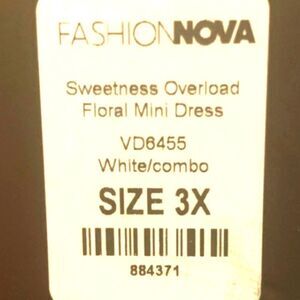 FASHIONNOVA
Sweetness Overload
Floral Mini Dress
VD6455
White/combo
SIZE 3X
884371